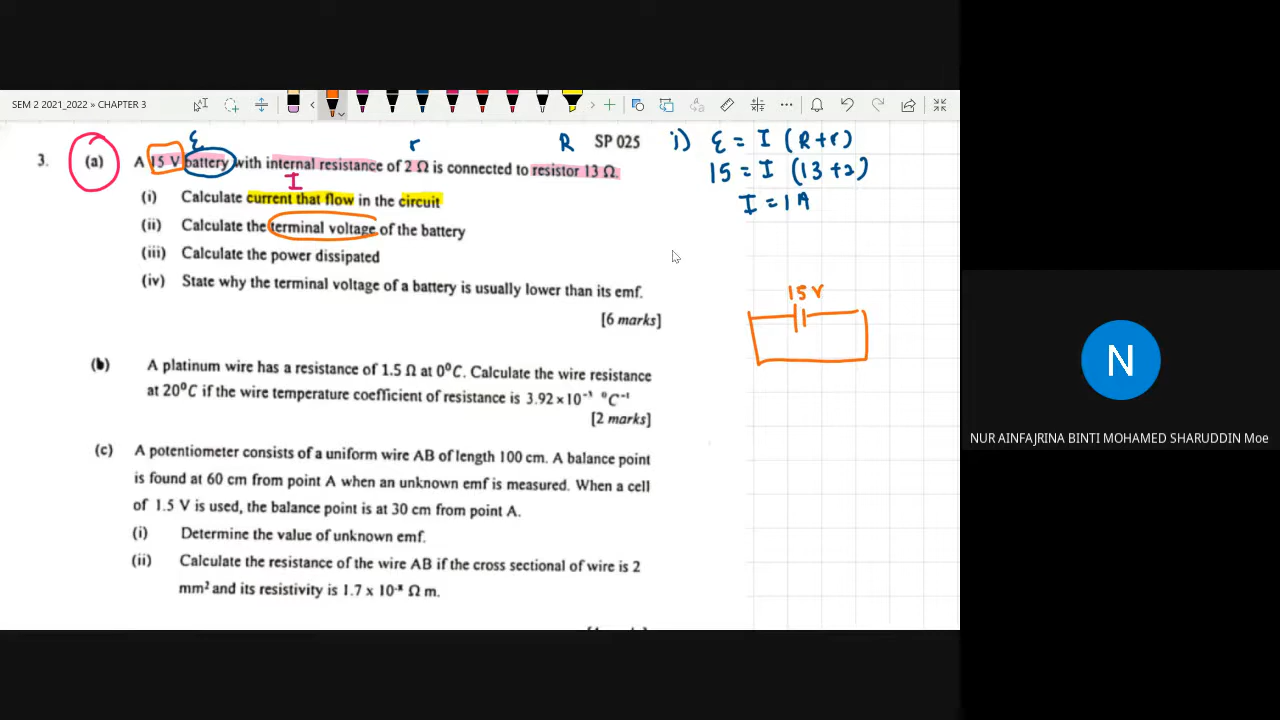 SEM 2 2021_2022 » CHAPTER 3
ε r R SP 025
3. (a) A 15 V battery with internal resistance of 2 Ω is connected to resistor 13 Ω.
I
(i) Calculate current that flow in the circuit
(ii) Calculate the terminal voltage of the battery
(iii) Calculate the power dissipated
(iv) State why the terminal voltage of a battery is usually lower than its emf.
[6 marks]
(b) A platinum wire has a resistance of 1.5 Ω at 0⁰C. Calculate the wire resistance
at 20⁰C if the wire temperature coefficient of resistance is 3.92 × 10⁻³ ⁰C⁻¹
[2 marks]
(c) A potentiometer consists of a uniform wire AB of length 100 cm. A balance point
is found at 60 cm from point A when an unknown emf is measured. When a cell
of 1.5 V is used, the balance point is at 30 cm from point A.
(i) Determine the value of unknown emf.
(ii) Calculate the resistance of the wire AB if the cross sectional of wire is 2
mm² and its resistivity is 1.7 x 10⁻⁸ Ω m.
i) ε = I (R+r)
15 = I (13+2)
I = 1 A
15 V
N
NUR AINFAJRINA BINTI MOHAMED SHARUDDIN Moe